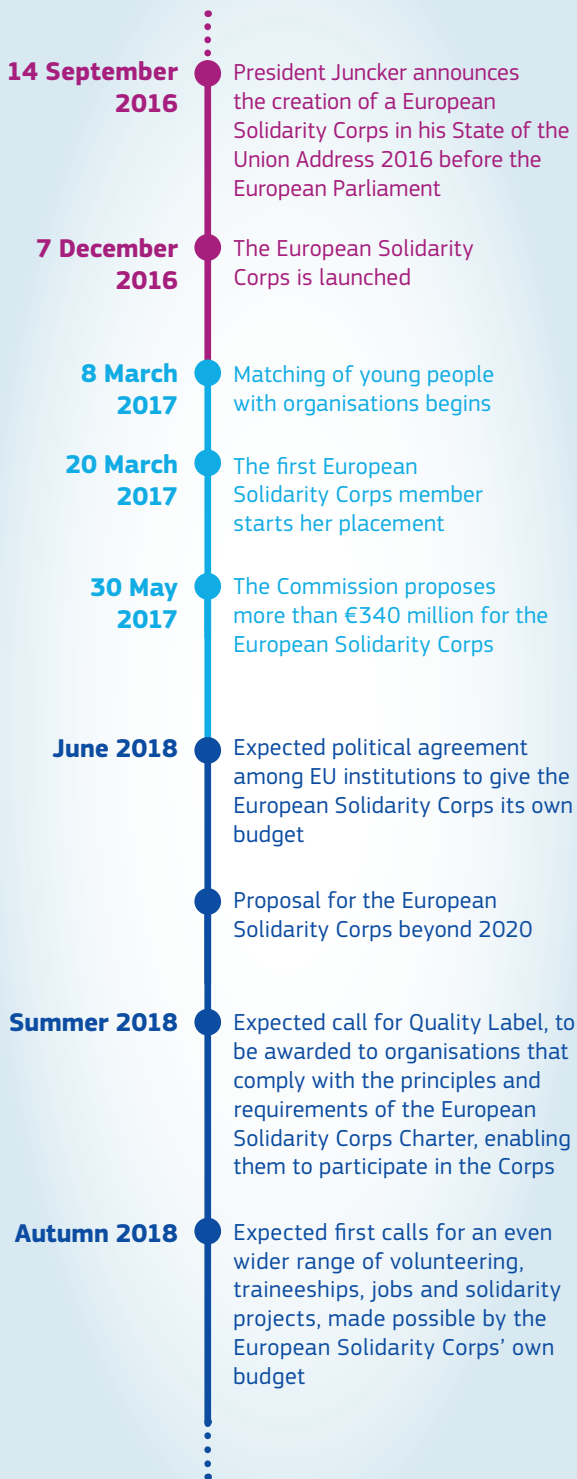 14 September
2016
President Juncker announces
the creation of a European
Solidarity Corps in his State of the
Union Address 2016 before the
European Parliament
7 December
2016
The European Solidarity
Corps is launched
8 March
2017
Matching of young people
with organisations begins
20 March
2017
The first European
Solidarity Corps member
starts her placement
30 May
2017
The Commission proposes
more than €340 million for the
European Solidarity Corps
June 2018
Expected political agreement
among EU institutions to give the
European Solidarity Corps its own
budget
Proposal for the European
Solidarity Corps beyond 2020
Summer 2018
Expected call for Quality Label, to
be awarded to organisations that
comply with the principles and
requirements of the European
Solidarity Corps Charter, enabling
them to participate in the Corps
Autumn 2018
Expected first calls for an even
wider range of volunteering,
traineeships, jobs and solidarity
projects, made possible by the
European Solidarity Corps’ own
budget